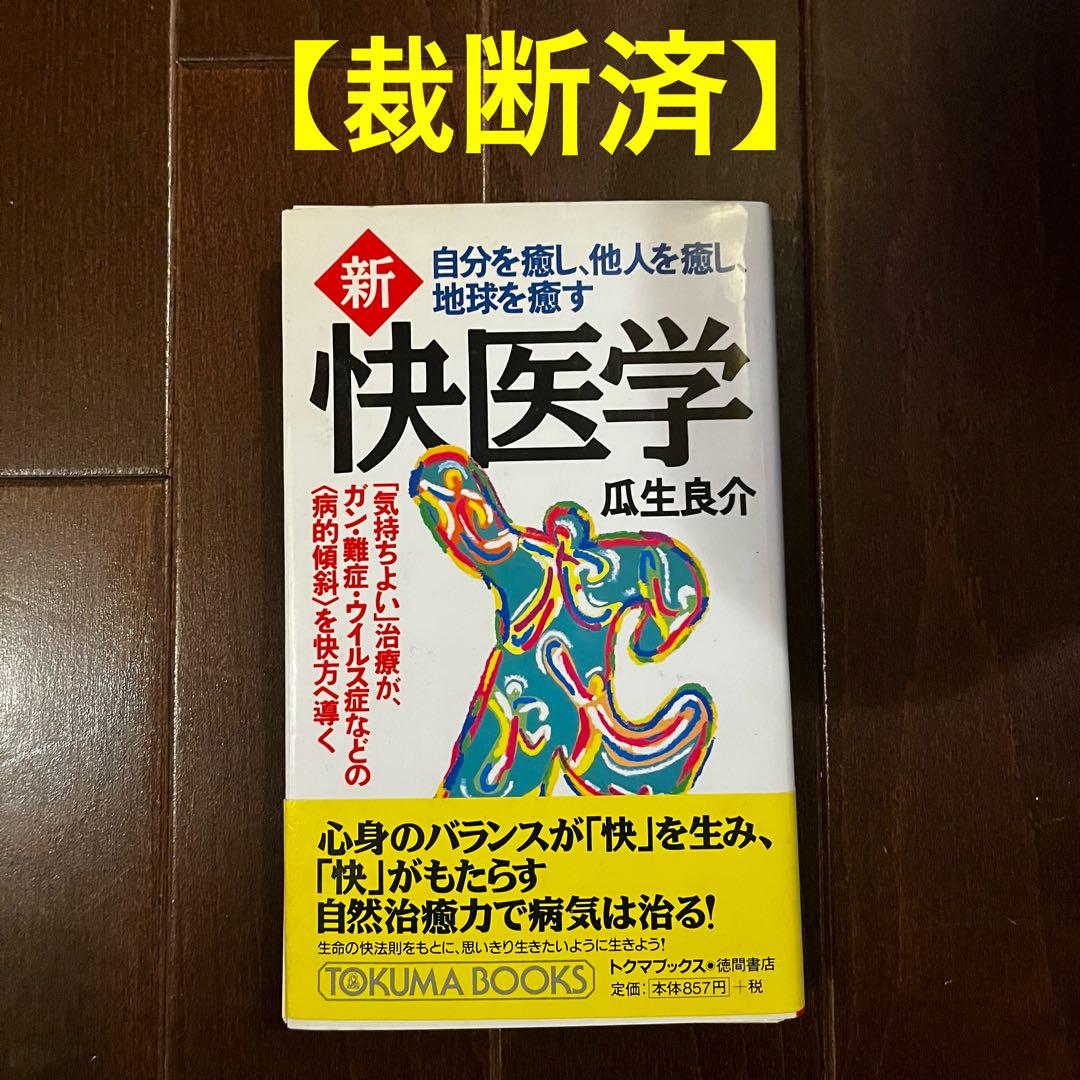 【裁断済】
新
自分を癒し、他人を癒し、
地球を癒す
快医学
瓜生良介
「気持ちよい」治療が、
ガン・難症・ウイルス症などの
〈病的傾斜〉を快方へ導く
心身のバランスが「快」を生み、
「快」がもたらす
自然治癒力で病気は治る!
生命の快法則をもとに、思いきり生きたいように生きよう!
TOKUMA BOOKS
トクマブックス●徳間書店
定価：本体857円＋税